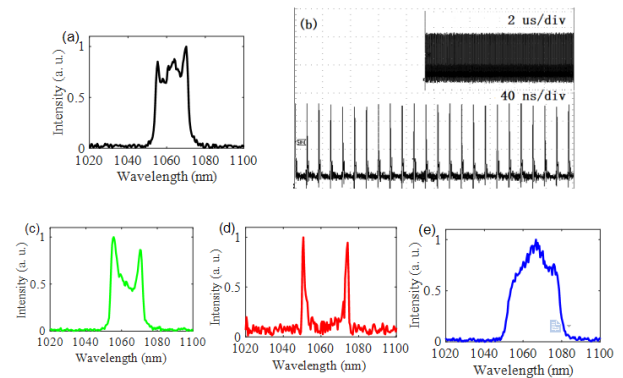 (a)
Intensity (a. u.)
1
0.5
0
1020 1040 1060 1080 1100
Wavelength (nm)
(b)
2 us/div
40 ns/div
(c)
Intensity (a. u.)
1
0.5
0
1020 1040 1060 1080 1100
Wavelength (nm)
(d)
Intensity (a. u.)
1
0.5
0
1020 1040 1060 1080 1100
Wavelength (nm)
(e)
Intensity (a. u.)
1
0.5
0
1020 1040 1060 1080 1100
Wavelength (nm)